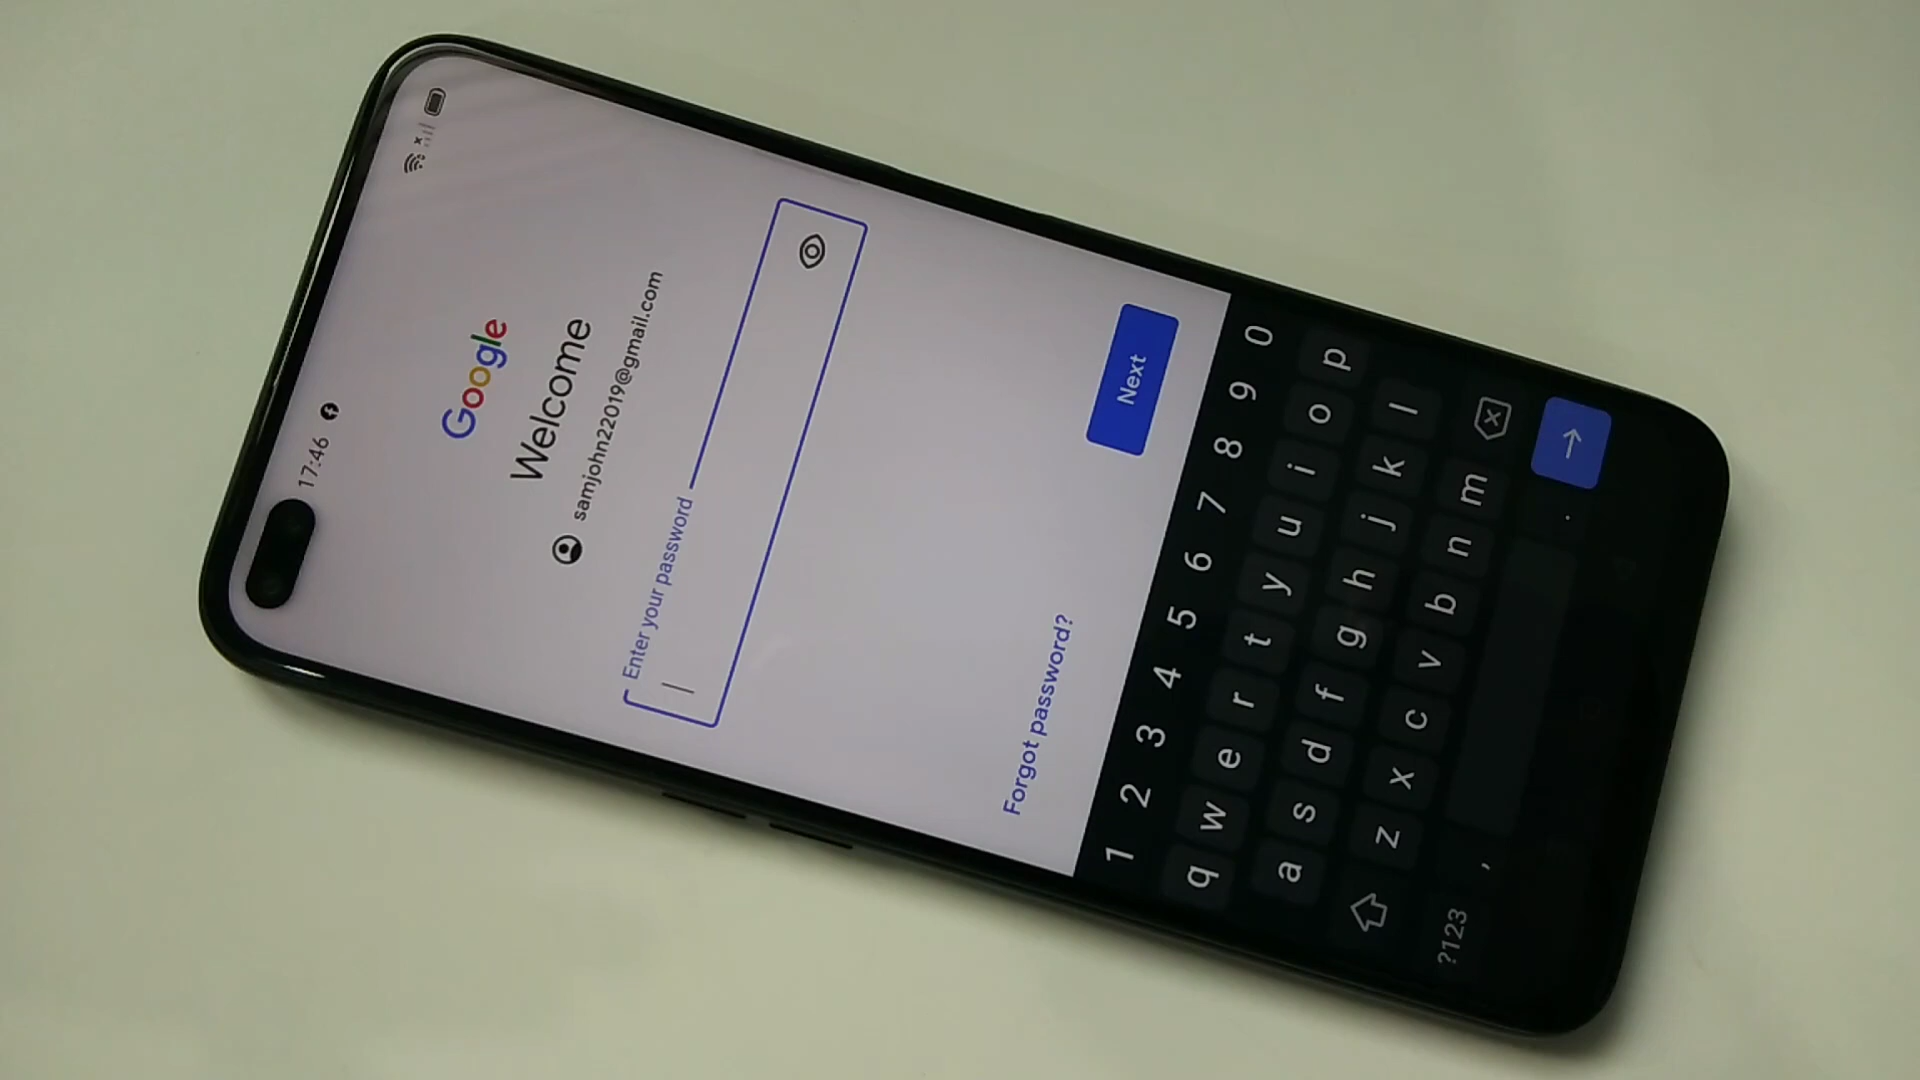 17:46
Google
Welcome
samjohn22019@gmail.com
Enter your password
Forgot password?
Next
1 2 3 4 5 6 7 8 9 0
q w e r t y u i o p
a s d f g h j k l
z x c v b n m
?123 , .